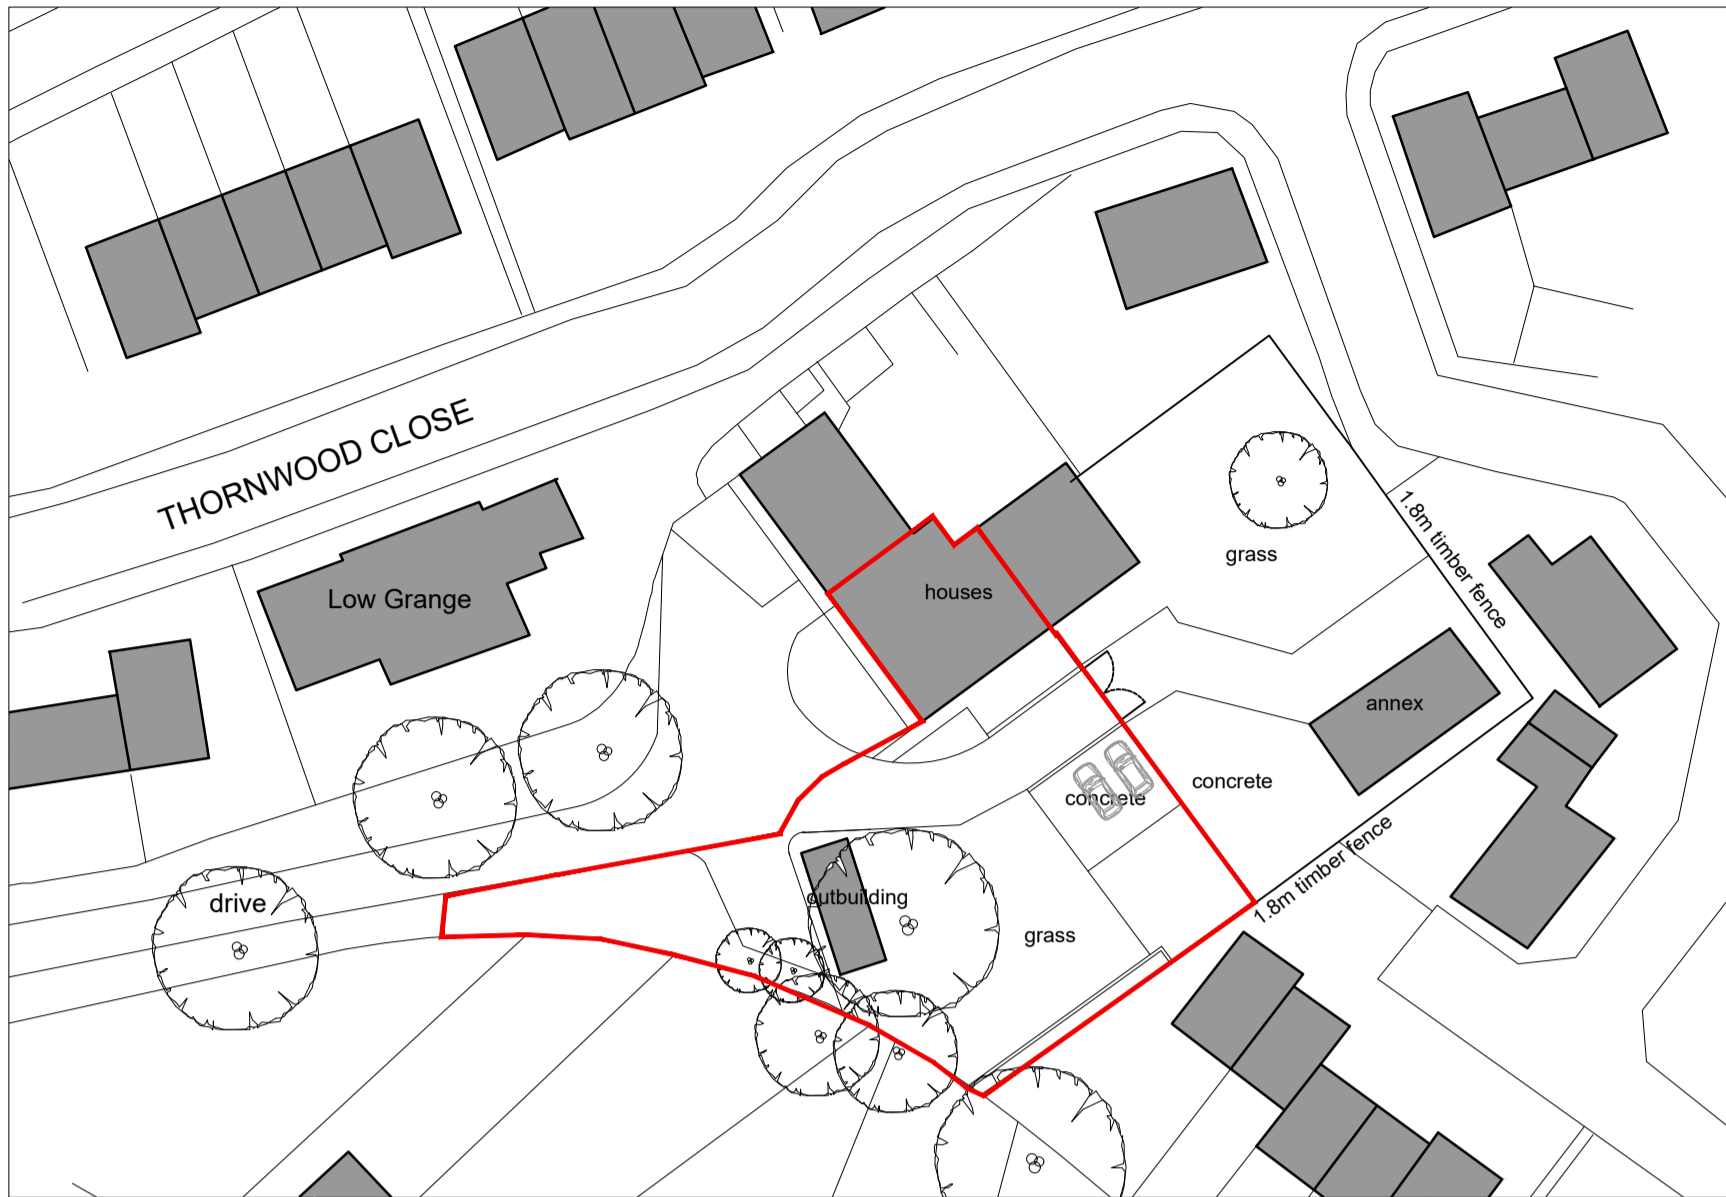 THORNWOOD CLOSE
Low Grange
houses
grass
1.8m timber fence
annex
concrete
concrete
1.8m timber fence
drive
outbuilding
grass